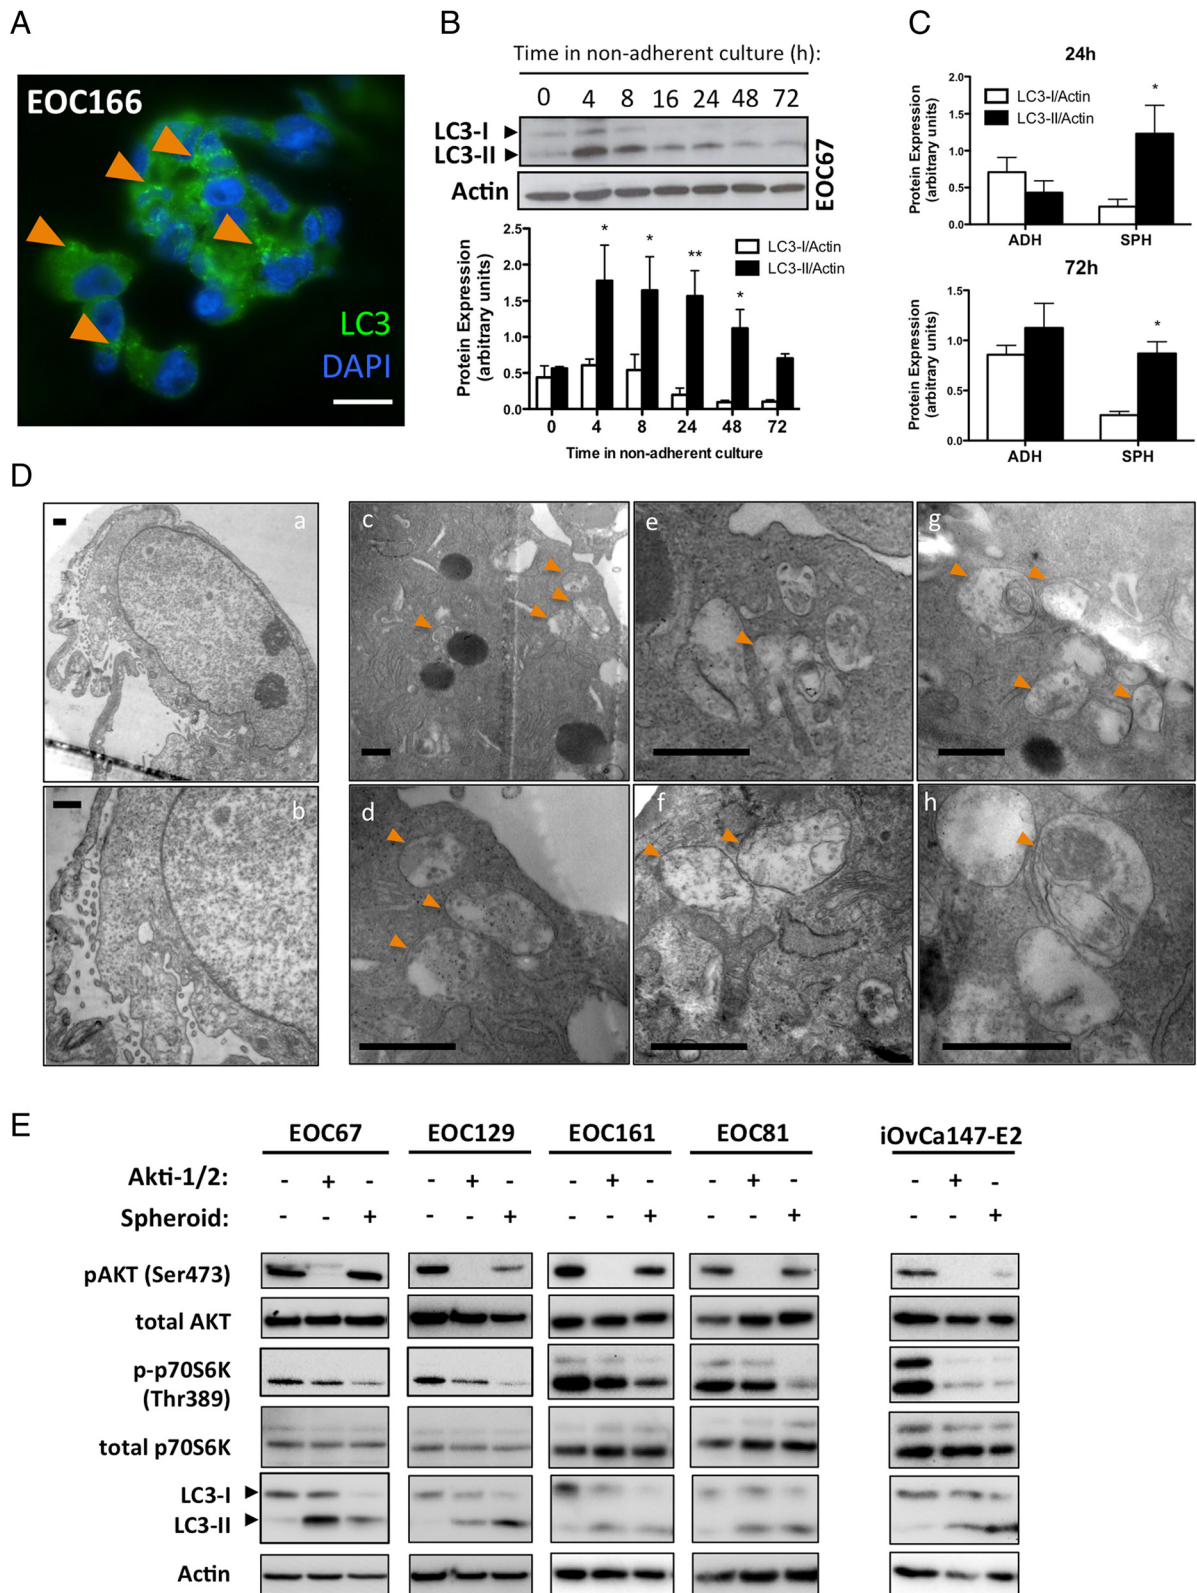 A
EOC166
LC3
DAPI
B
Time in non-adherent culture (h):
0 4 8 16 24 48 72
LC3-I
LC3-II
Actin
EOC67
Protein Expression
(arbitrary units)
2.5
2.0
1.5
1.0
0.5
0.0
* * ** *
LC3-I/Actin
LC3-II/Actin
0 4 8 24 48 72
Time in non-adherent culture
C
24h
Protein Expression
(arbitrary units)
2.0
1.5
1.0
0.5
0.0
LC3-I/Actin
LC3-II/Actin
*
ADH SPH
72h
Protein Expression
(arbitrary units)
1.5
1.0
0.5
0.0
*
ADH SPH
D
a
b
c
d
e
f
g
h
E
EOC67 EOC129 EOC161 EOC81 iOvCa147-E2
Akti-1/2: - + - - + - - + - - + - - + -
Spheroid: - - + - - + - - + - - + - - +
pAKT (Ser473)
total AKT
p-p70S6K
(Thr389)
total p70S6K
LC3-I
LC3-II
Actin